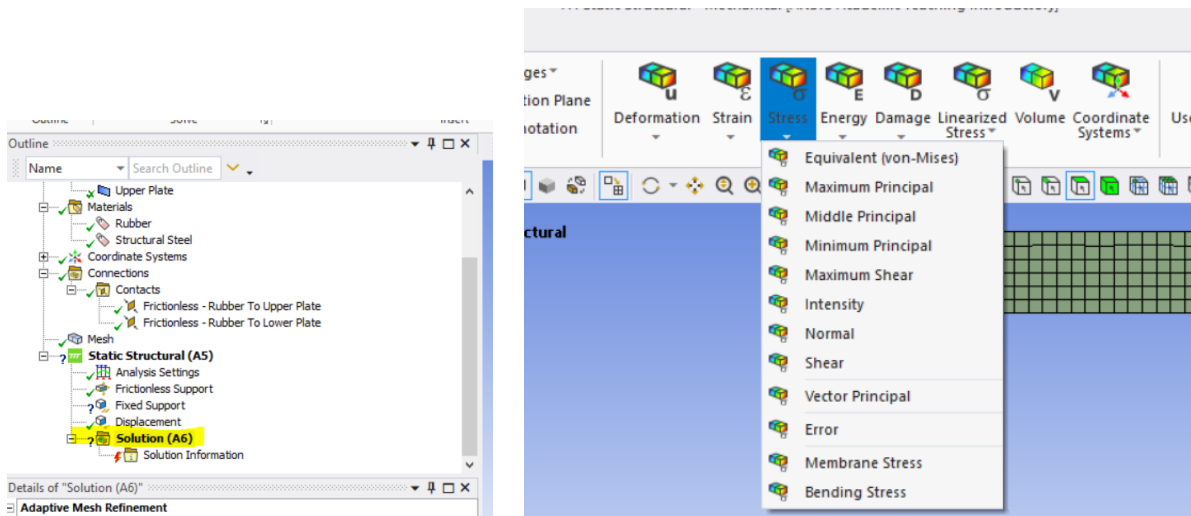 Outline
Name
Search Outline
Upper Plate
Materials
Rubber
Structural Steel
Coordinate Systems
Connections
Contacts
Frictionless - Rubber To Upper Plate
Frictionless - Rubber To Lower Plate
Mesh
Static Structural (A5)
Analysis Settings
Frictionless Support
Fixed Support
Displacement
Solution (A6)
Solution Information
Details of "Solution (A6)"
Adaptive Mesh Refinement
ges
tion Plane
notation
u
ε
σ
E
D
σ
V
Deformation Strain Stress Energy Damage Linearized Volume Coordinate Us
Stress Systems
Equivalent (von-Mises)
Maximum Principal
Middle Principal
Minimum Principal
Maximum Shear
Intensity
Normal
Shear
Vector Principal
Error
Membrane Stress
Bending Stress
ctural